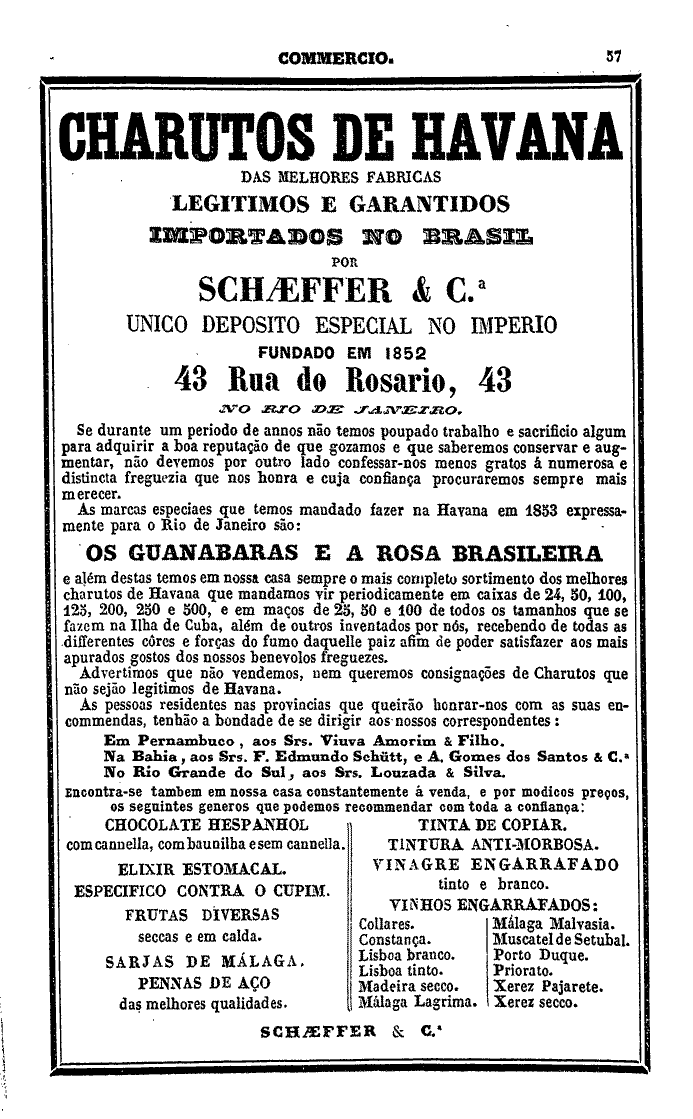 COMMERCIO. 57
CHARUTOS DE HAVANA
DAS MELHORES FABRICAS
LEGITIMOS E GARANTIDOS
IMPORTADOS NO BRASIL
POR
SCHÆFFER & C.ª
UNICO DEPOSITO ESPECIAL NO IMPERIO
FUNDADO EM 1852
43 Rua do Rosario, 43
NO RIO DE JANEIRO.
Se durante um periodo de annos não temos poupado trabalho e sacrificio algum
para adquirir a boa reputação de que gozamos e que saberemos conservar e aug-
mentar, não devemos por outro lado confessar-nos menos gratos á numerosa e
distincta freguezia que nos honra e cuja confiança procuraremos sempre mais
merecer.
As marcas especiaes que temos mandado fazer na Havana em 1853 expressa-
mente para o Rio de Janeiro são:
OS GUANABARAS E A ROSA BRASILEIRA
e além destas temos em nossa casa sempre o mais completo sortimento dos melhores
charutos de Havana que mandamos vir periodicamente em caixas de 24, 50, 100,
125, 200, 250 e 500, e em maços de 25, 50 e 100 de todos os tamanhos que se
fazem na Ilha de Cuba, além de outros inventados por nós, recebendo de todas as
differentes côres e forças do fumo daquelle paiz afim de poder satisfazer aos mais
apurados gostos dos nossos benevolos freguezes.
Advertimos que não vendemos, nem queremos consignações de Charutos que
não sejão legitimos de Havana.
As pessoas residentes nas provincias que queirão honrar-nos com as suas en-
commendas, tenhão a bondade de se dirigir aos nossos correspondentes :
Em Pernambuco, aos Srs. Viuva Amorim & Filho.
Na Bahia, aos Srs. F. Edmundo Schütt, e A. Gomes dos Santos & C.ª
No Rio Grande do Sul, aos Srs. Louzada & Silva.
Encontra-se tambem em nossa casa constantemente á venda, e por modicos preços,
os seguintes generos que podemos recommendar com toda a confiança:
CHOCOLATE HESPANHOL
com cannella, com baunilha e sem cannella.
ELIXIR ESTOMACAL.
ESPECIFICO CONTRA O CUPIM.
FRUTAS DIVERSAS
seccas e em calda.
SARJAS DE MÁLAGA.
PENNAS DE AÇO
das melhores qualidades.
TINTA DE COPIAR.
TINTURA ANTI-MORBOSA.
VINAGRE ENGARRAFADO
tinto e branco.
VINHOS ENGARRAFADOS:
Collares.
Constança.
Lisboa branco.
Lisboa tinto.
Madeira secco.
Málaga Lagrima.
Málaga Malvasia.
Muscatel de Setubal.
Porto Duque.
Priorato.
Xerez Pajarete.
Xerez secco.
SCHÆFFER & C.ª